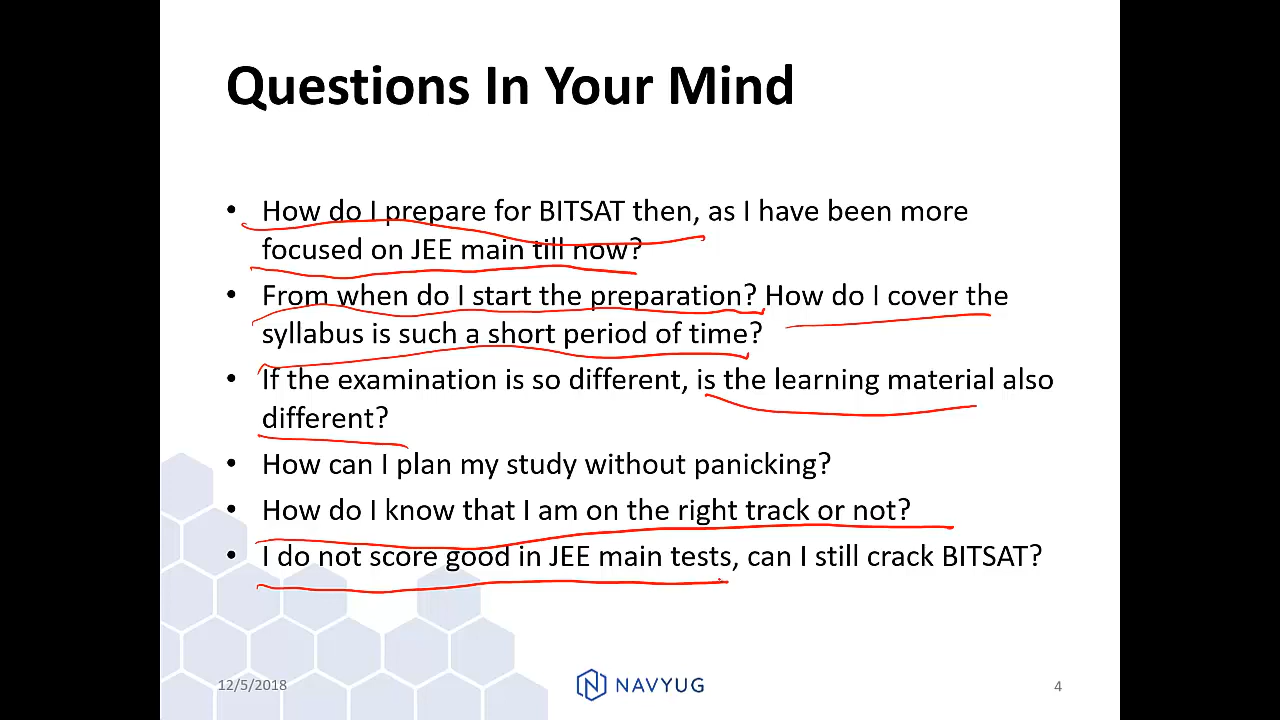 Questions In Your Mind
• How do I prepare for BITSAT then, as I have been more
focused on JEE main till now?
• From when do I start the preparation? How do I cover the
syllabus is such a short period of time?
• If the examination is so different, is the learning material also
different?
• How can I plan my study without panicking?
• How do I know that I am on the right track or not?
• I do not score good in JEE main tests, can I still crack BITSAT?
12/5/2018
NAVYUG
4